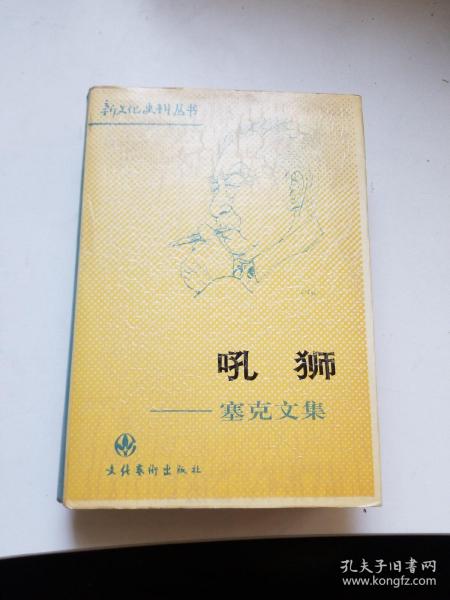 新文化史料丛书
吼狮
——塞克文集
文化艺术出版社
孔夫子旧书网
www.kongfz.com